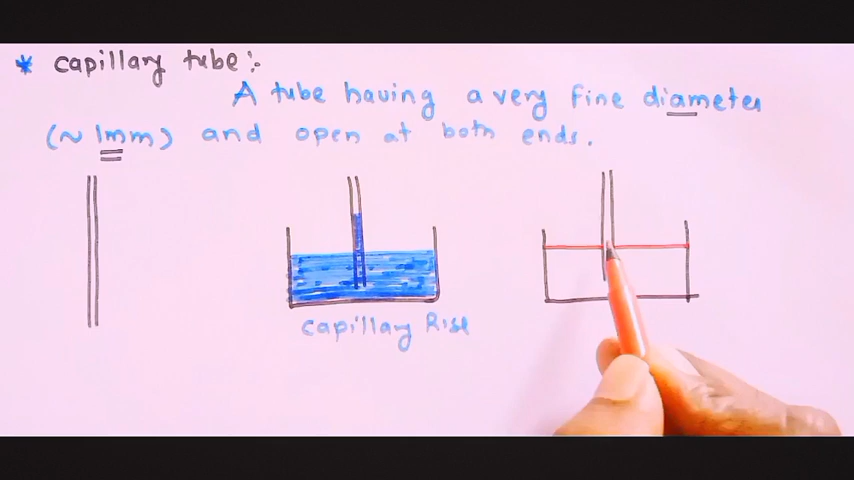 * capillary tube:-
A tube having a very fine diameter
(~ 1mm) and open at both ends.
capillary Rise